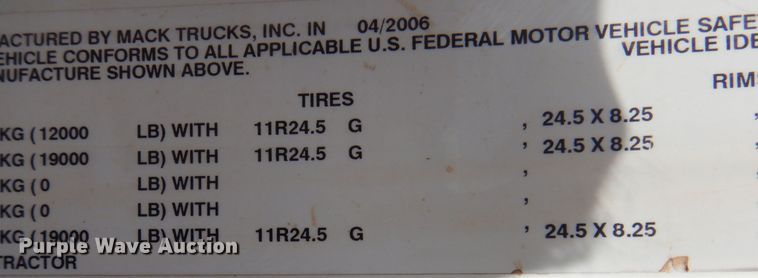 FACTURED BY MACK TRUCKS, INC. IN 04/2006
EHICLE CONFORMS TO ALL APPLICABLE U.S. FEDERAL MOTOR VEHICLE SAFE
NUFACTURE SHOWN ABOVE. VEHICLE IDE
TIRES RIMS
KG (12000 LB) WITH 11R24.5 G , 24.5 X 8.25 ,
KG (19000 LB) WITH 11R24.5 G , 24.5 X 8.25 ,
KG (0 LB) WITH , ,
KG (0 LB) WITH ,
KG (19000 LB) WITH 11R24.5 G , 24.5 X 8.25
TRACTOR
Purple Wave Auction